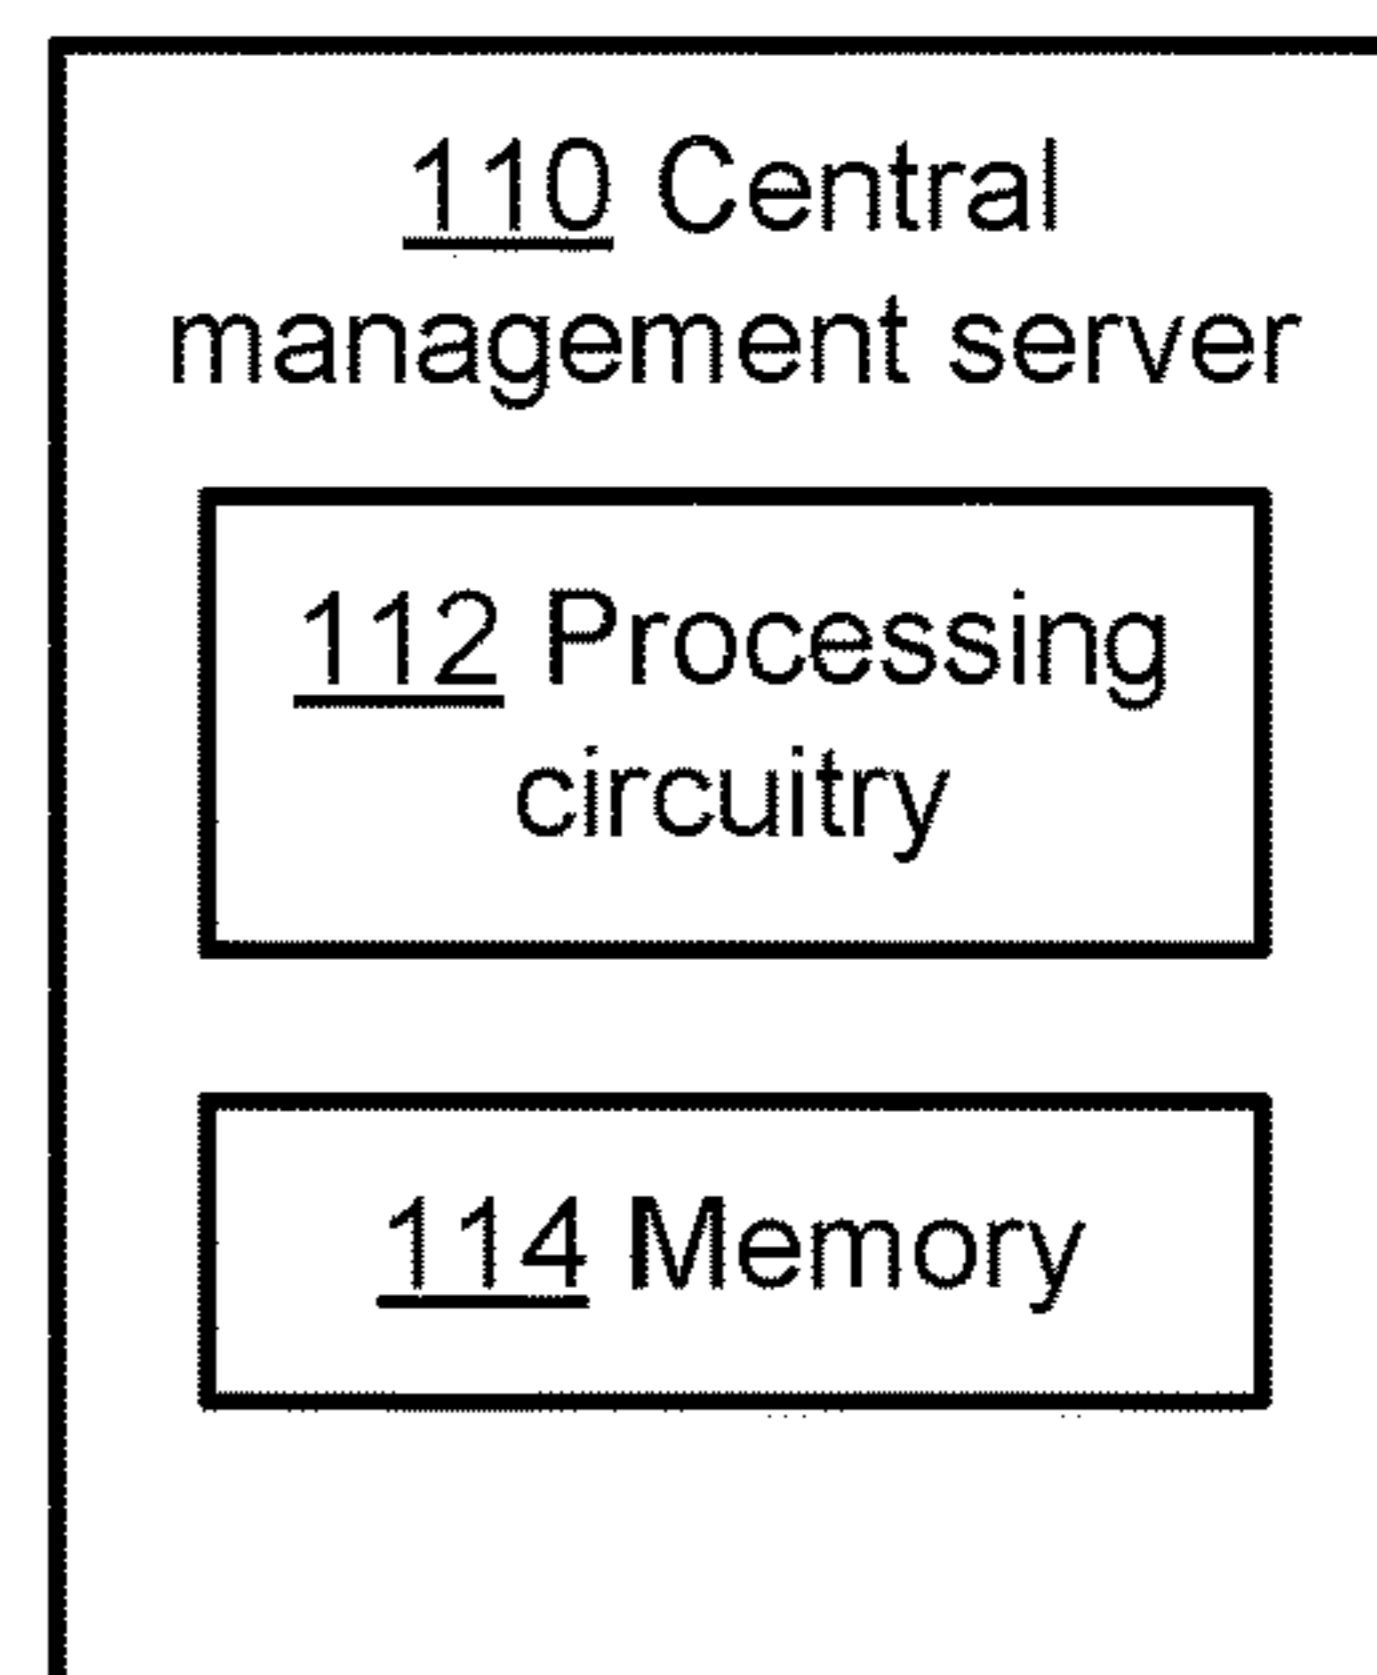 110 Central
management server
112 Processing
circuitry
114 Memory